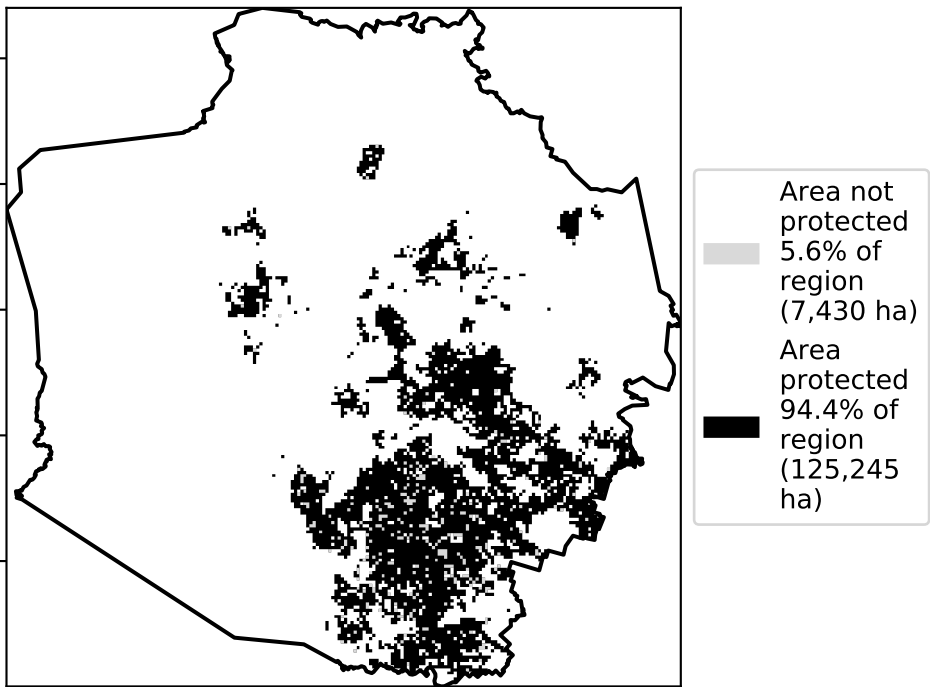 Area not
protected
5.6% of
region
(7,430 ha)
Area
protected
94.4% of
region
(125,245
ha)